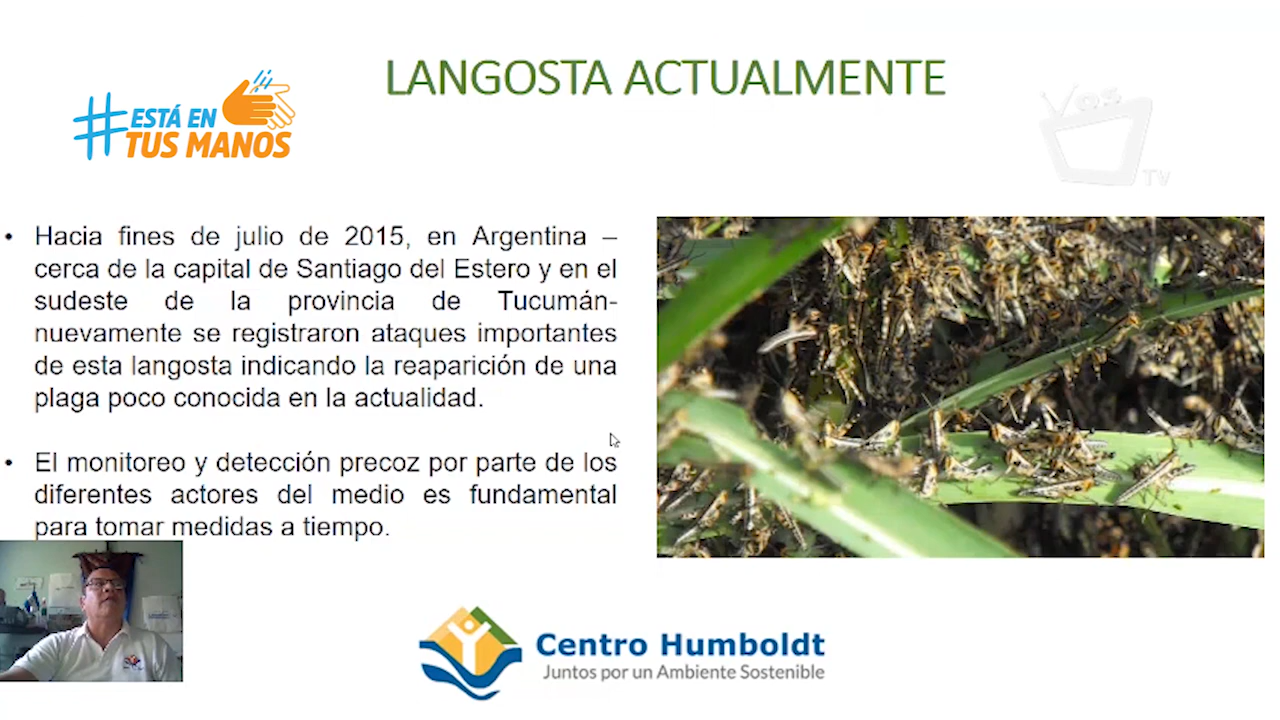 LANGOSTA ACTUALMENTE
#ESTÁ EN
TUS MANOS
Vos
TV
• Hacia fines de julio de 2015, en Argentina –
cerca de la capital de Santiago del Estero y en el
sudeste de la provincia de Tucumán-
nuevamente se registraron ataques importantes
de esta langosta indicando la reaparición de una
plaga poco conocida en la actualidad.
• El monitoreo y detección precoz por parte de los
diferentes actores del medio es fundamental
para tomar medidas a tiempo.
Centro Humboldt
Juntos por un Ambiente Sostenible